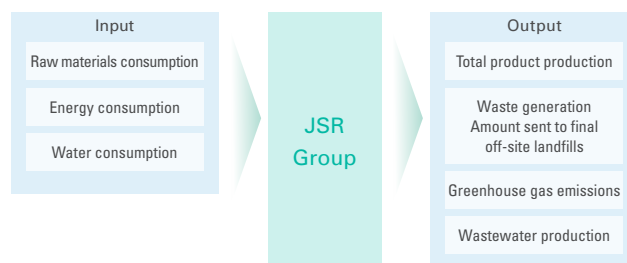 Input
Raw materials consumption
Energy consumption
Water consumption
JSR
Group
Output
Total product production
Waste generation
Amount sent to final
off-site landfills
Greenhouse gas emissions
Wastewater production